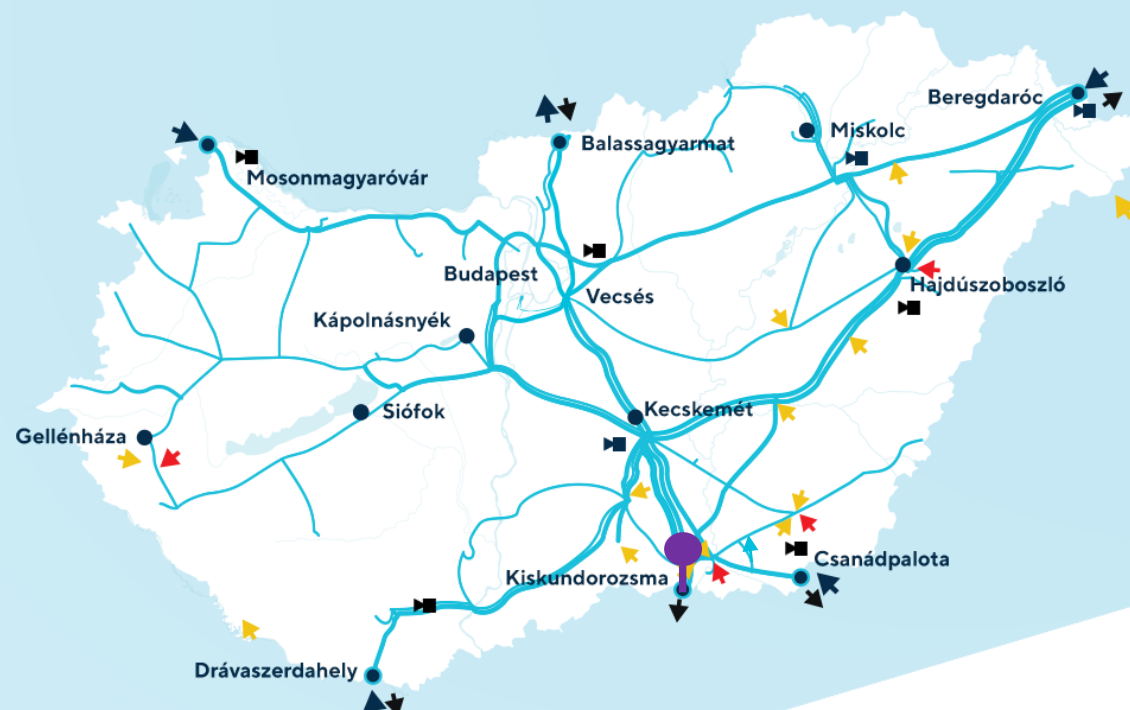 Beregdaróc
Miskolc
Balassagyarmat
Mosonmagyaróvár
Budapest
Hajdúszoboszló
Vecsés
Kápolnásnyék
Siófok
Kecskemét
Gellénháza
Csanádpalota
Kiskundorozsma
Drávaszerdahely